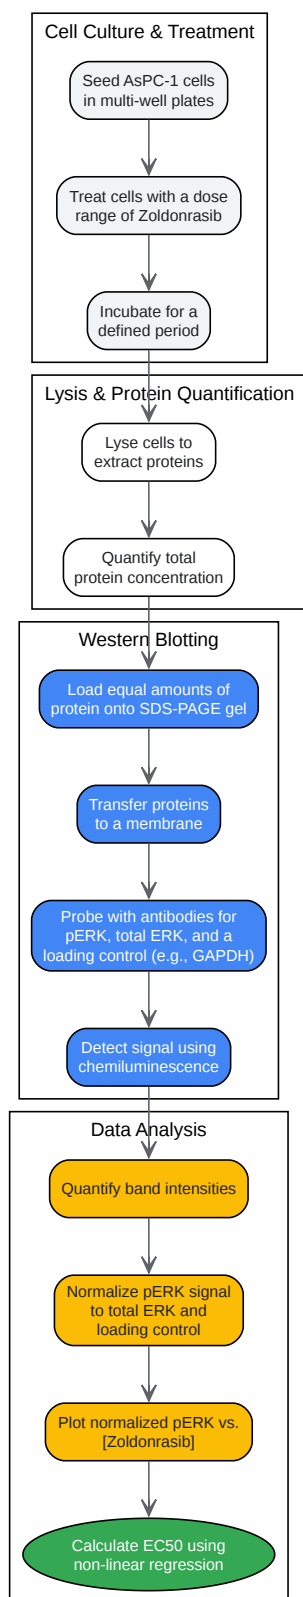 Cell Culture & Treatment
Seed AsPC-1 cells
in multi-well plates
Treat cells with a dose
range of Zoldonrasib
Incubate for a
defined period
Lysis & Protein Quantification
Lyse cells to
extract proteins
Quantify total
protein concentration
Western Blotting
Load equal amounts of
protein onto SDS-PAGE gel
Transfer proteins
to a membrane
Probe with antibodies for
pERK, total ERK, and a
loading control (e.g., GAPDH)
Detect signal using
chemiluminescence
Data Analysis
Quantify band intensities
Normalize pERK signal
to total ERK and
loading control
Plot normalized pERK vs.
[Zoldonrasib]
Calculate EC50 using
non-linear regression